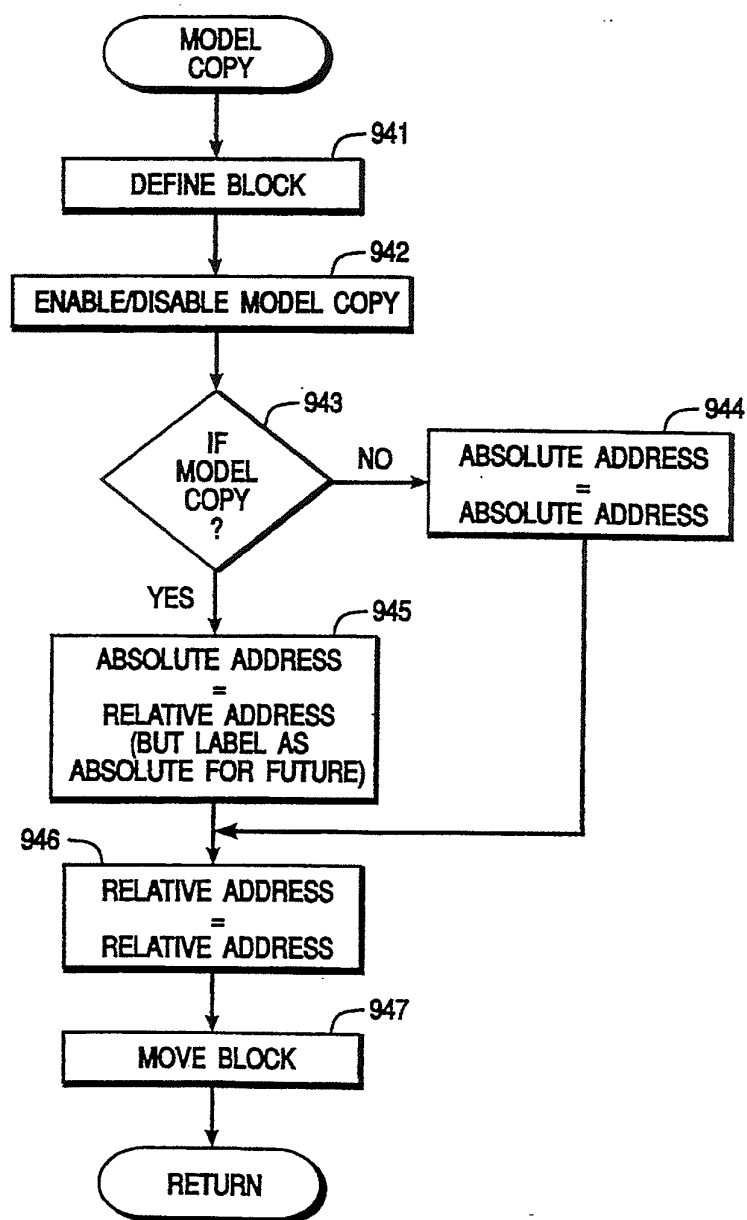 MODEL
COPY
941
DEFINE BLOCK
942
ENABLE/DISABLE MODEL COPY
943
IF
MODEL
COPY
?
NO
944
ABSOLUTE ADDRESS
=
ABSOLUTE ADDRESS
YES
945
ABSOLUTE ADDRESS
=
RELATIVE ADDRESS
(BUT LABEL AS
ABSOLUTE FOR FUTURE)
946
RELATIVE ADDRESS
=
RELATIVE ADDRESS
947
MOVE BLOCK
RETURN